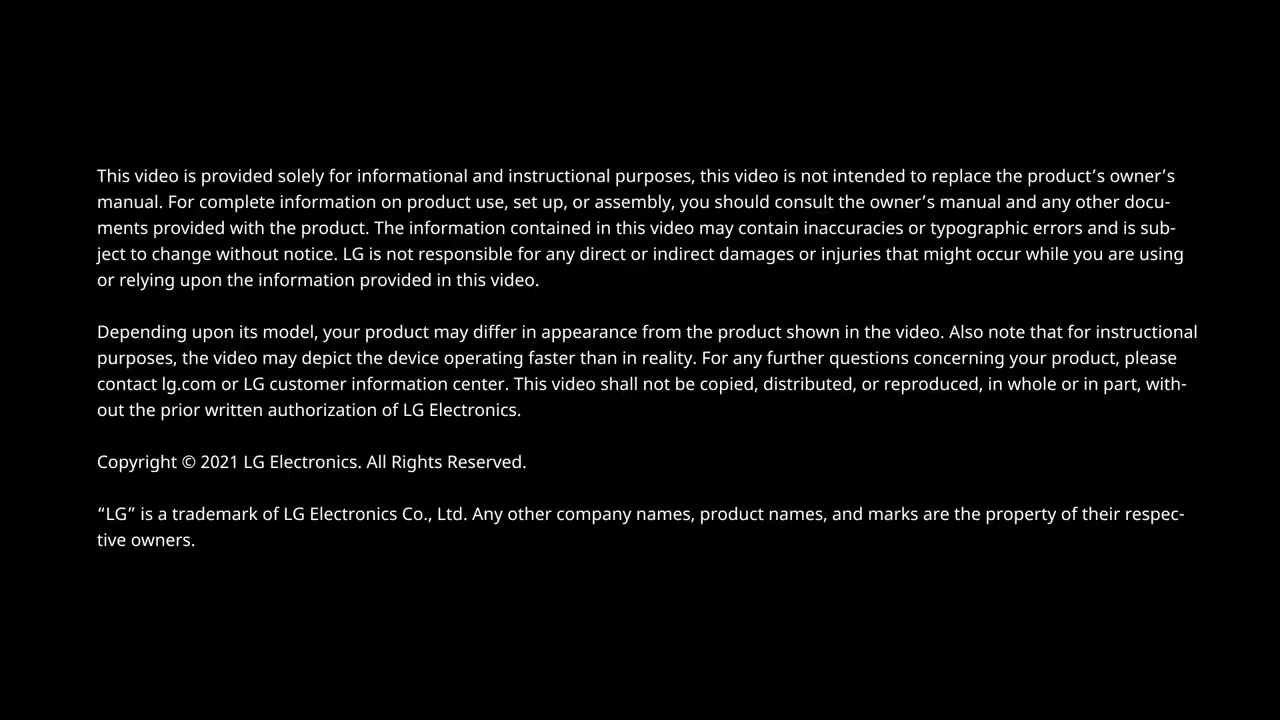 This video is provided solely for informational and instructional purposes, this video is not intended to replace the product’s owner’s
manual. For complete information on product use, set up, or assembly, you should consult the owner’s manual and any other docu-
ments provided with the product. The information contained in this video may contain inaccuracies or typographic errors and is sub-
ject to change without notice. LG is not responsible for any direct or indirect damages or injuries that might occur while you are using
or relying upon the information provided in this video.
Depending upon its model, your product may differ in appearance from the product shown in the video. Also note that for instructional
purposes, the video may depict the device operating faster than in reality. For any further questions concerning your product, please
contact lg.com or LG customer information center. This video shall not be copied, distributed, or reproduced, in whole or in part, with-
out the prior written authorization of LG Electronics.
Copyright © 2021 LG Electronics. All Rights Reserved.
“LG” is a trademark of LG Electronics Co., Ltd. Any other company names, product names, and marks are the property of their respec-
tive owners.